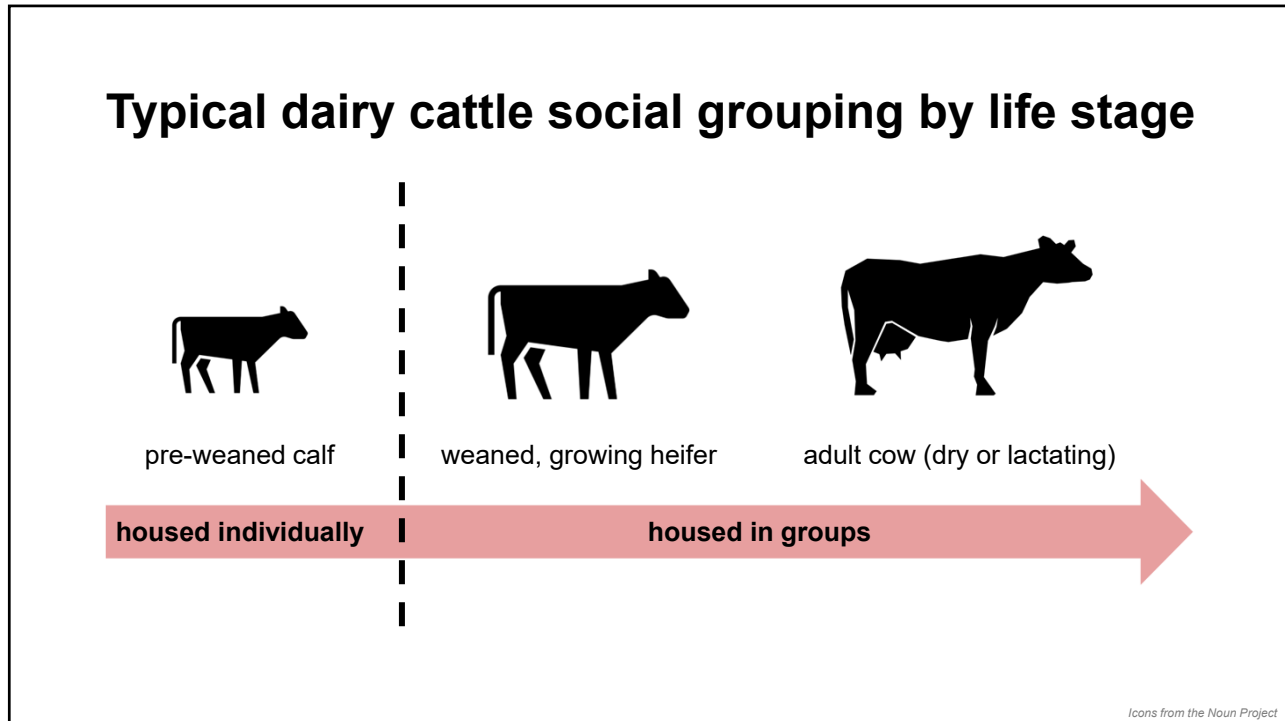 Typical dairy cattle social grouping by life stage
pre-weaned calf
weaned, growing heifer
adult cow (dry or lactating)
housed individually
housed in groups
Icons from the Noun Project